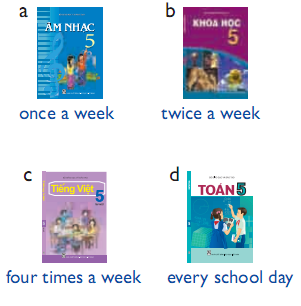 a
ÂM NHẠC
5
once a week
b
KHOA HỌC
5
twice a week
c
Tiếng Việt
5
four times a week
d
TOÁN 5
every school day